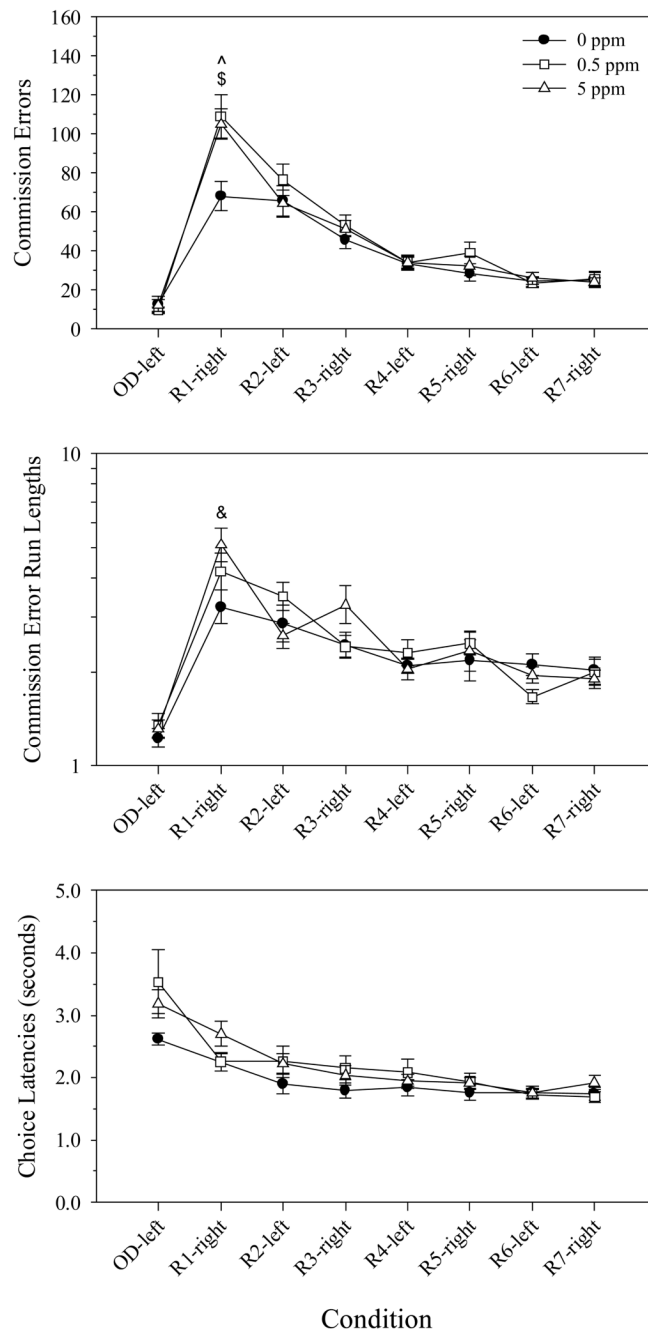 160
140
120
100
80
60
40
20
0
Commission Errors
^
$
0 ppm
0.5 ppm
5 ppm
OD-left
R1-right
R2-left
R3-right
R4-left
R5-right
R6-left
R7-right
10
1
Commission Error Run Lengths
&
OD-left
R1-right
R2-left
R3-right
R4-left
R5-right
R6-left
R7-right
5.0
4.0
3.0
2.0
1.0
0.0
Choice Latencies (seconds)
OD-left
R1-right
R2-left
R3-right
R4-left
R5-right
R6-left
R7-right
Condition